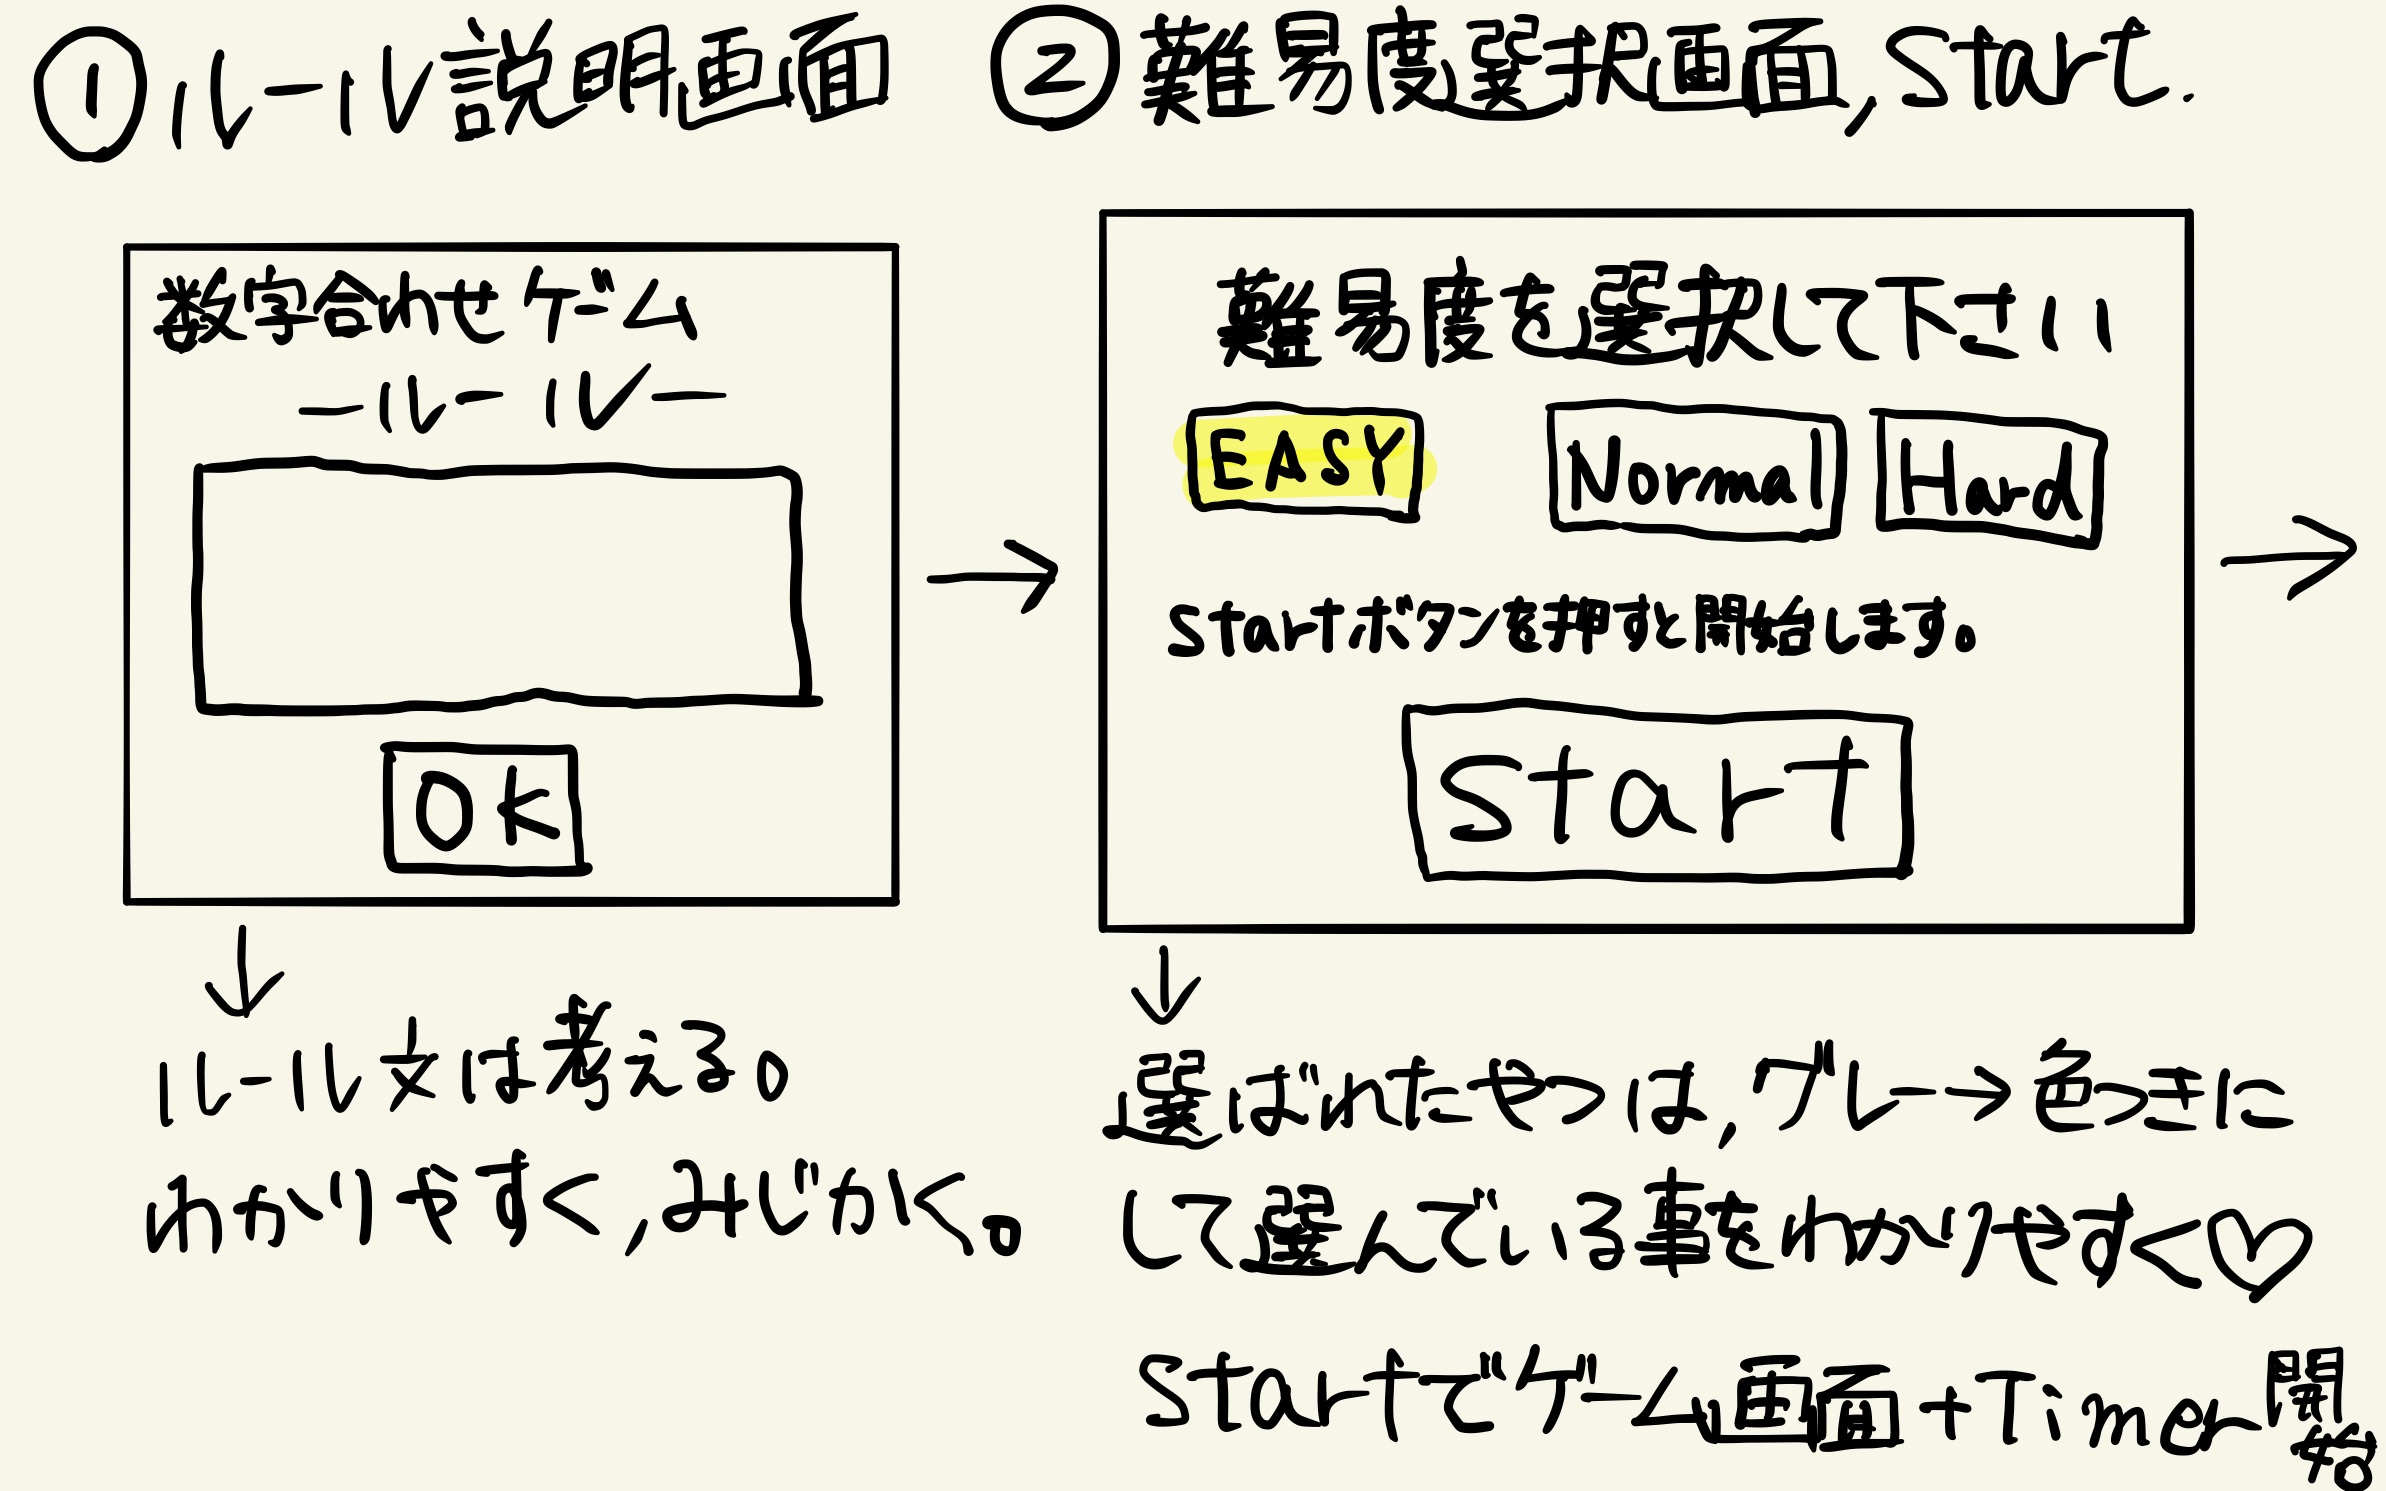 ① ルール説明画面
数字合わせゲーム
ールールー
OK
ルール文は考える。
わかりやすく,みじかく。
② 難易度選択画面,Start.
難易度を選択して下さい
EASY Normal Hard
Startボタンを押すと開始します。
Start
選ばれたやつは,グレー→色つきに
して選んでいる事をわかりやすく♡
Startでゲーム画面+Timer開始